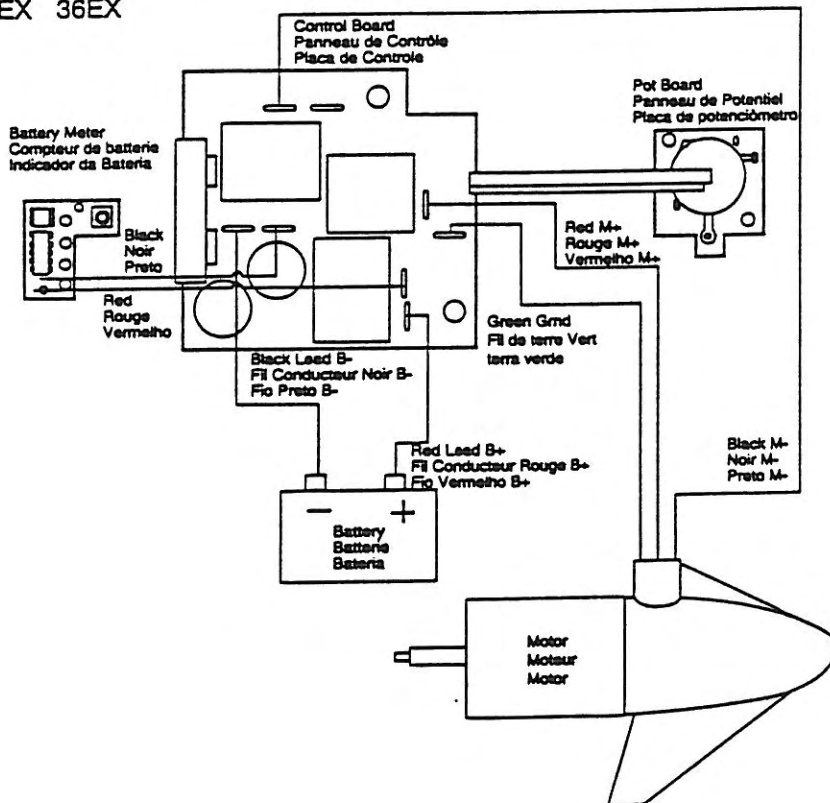 EX 36EX
Control Board
Panneau de Contrôle
Placa de Controle
Pot Board
Panneau de Potentiel
Placa de potenciômetro
Battery Meter
Compteur de batterie
Indicador da Bateria
Black
Noir
Preto
Red
Rouge
Vermelho
Red M+
Rouge M+
Vermelho M+
Green Grnd
Fil de terre Vert
terra verde
Black Lead B-
Fil Conducteur Noir B-
Fio Preto B-
Red Lead B+
Fil Conducteur Rouge B+
Fio Vermelho B+
Black M-
Noir M-
Preto M-
− +
Battery
Batterie
Bateria
Motor
Moteur
Motor